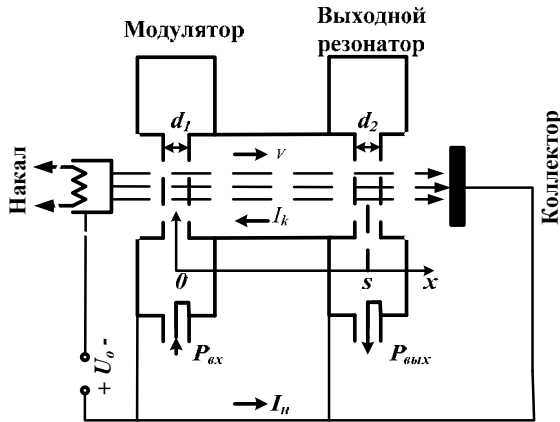 Модулятор
Выходной
резонатор
d₁
d₂
v
Накал
Коллектор
Iₖ
0
s
x
Pвх
Pвых
+ Uₒ -
Iн